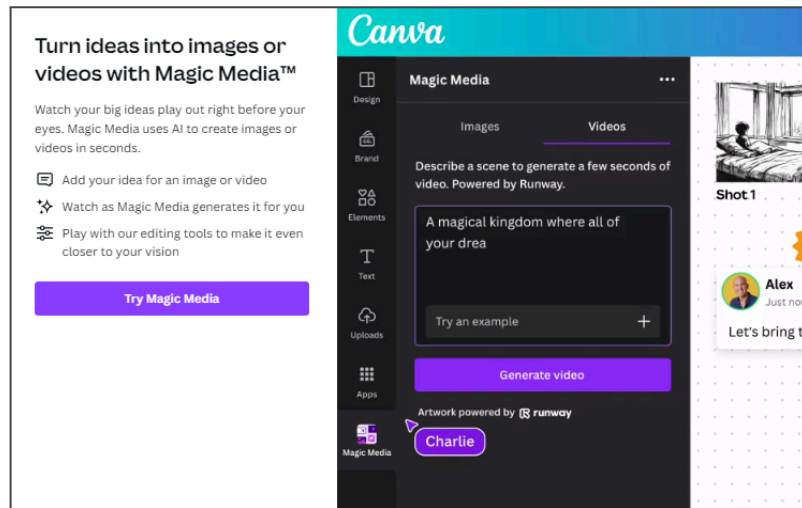 Turn ideas into images or
videos with Magic Media™
Watch your big ideas play out right before your
eyes. Magic Media uses AI to create images or
videos in seconds.
Add your idea for an image or video
Watch as Magic Media generates it for you
Play with our editing tools to make it even
closer to your vision
Try Magic Media
Canva
Design
Brand
Elements
Text
Uploads
Apps
Magic Media
Magic Media
Images
Videos
Describe a scene to generate a few seconds of
video. Powered by Runway.
A magical kingdom where all of
your drea
Try an example
Generate video
Artwork powered by runway
Charlie
Shot 1
Alex
Just no
Let's bring t